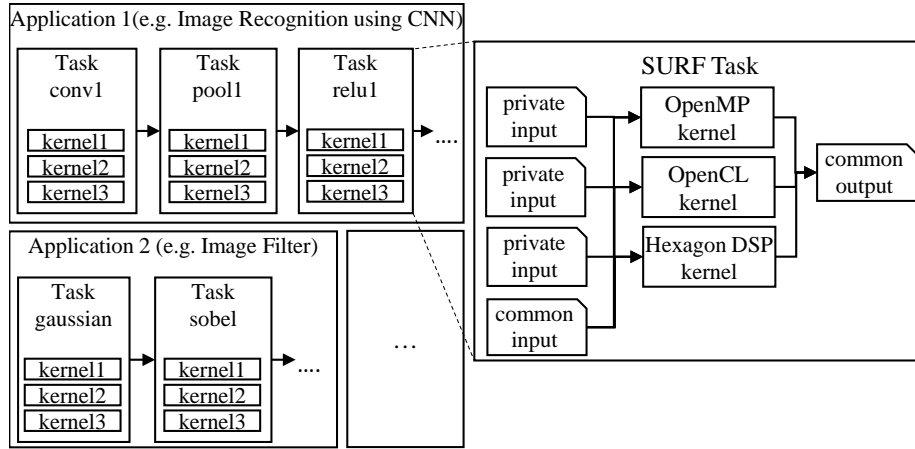 Application 1(e.g. Image Recognition using CNN)
Task
conv1
kernel1
kernel2
kernel3
Task
pool1
kernel1
kernel2
kernel3
Task
relu1
kernel1
kernel2
kernel3
....
SURF Task
private
input
private
input
private
input
common
input
OpenMP
kernel
OpenCL
kernel
Hexagon DSP
kernel
common
output
Application 2 (e.g. Image Filter)
Task
gaussian
kernel1
kernel2
kernel3
Task
sobel
kernel1
kernel2
kernel3
....
...